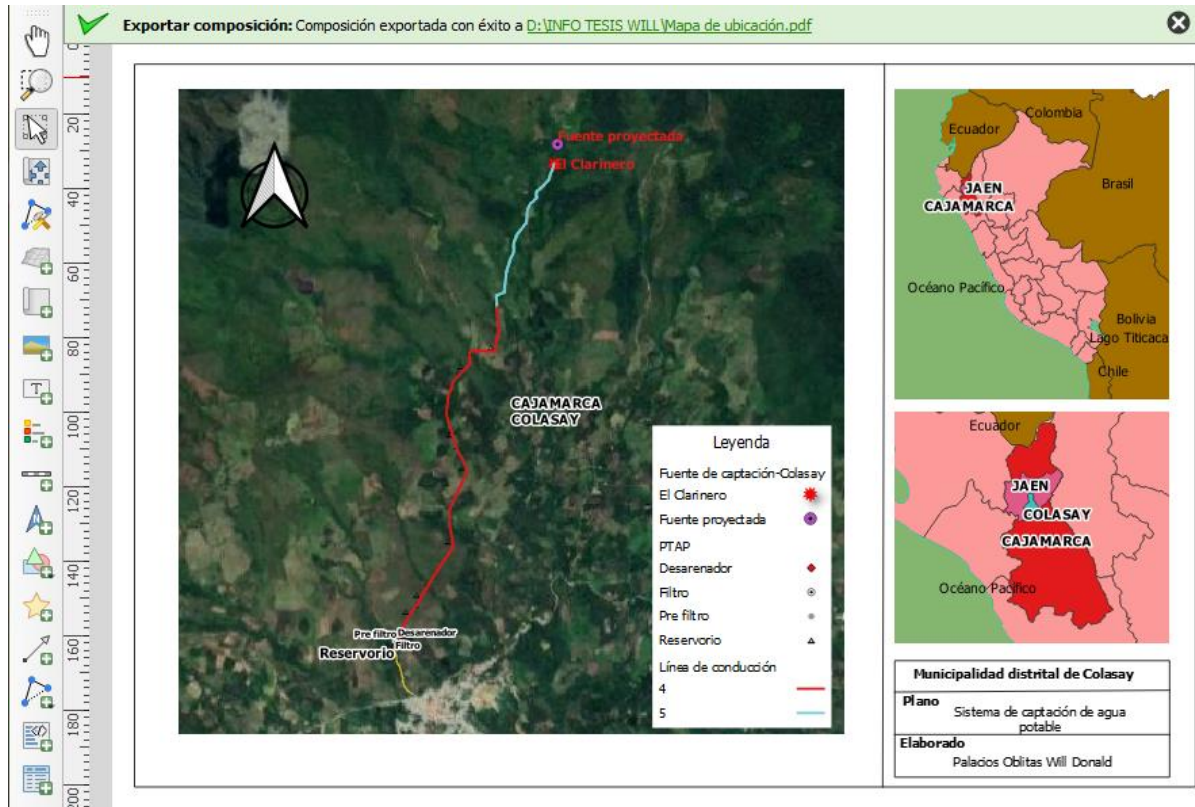 Exportar composición: Composición exportada con éxito a D:\INFO TESIS WILL\Mapa de ubicación.pdf
0
20
40
60
80
100
120
140
160
180
200
Fuente proyectada
El Clarinero
CAJAMARCA
COLASAY
Pre filtro Desarenador
Filtro
Reservorio
Leyenda
Fuente de captación-Colasay
El Clarinero
Fuente proyectada
PTAP
Desarenador
Filtro
Pre filtro
Reservorio
Línea de conducción
4
5
Colombia
Ecuador
Brasil
JAEN
CAJAMARCA
Océano Pacífico
Bolivia
Lago Titicaca
Chile
Ecuador
JAEN
COLASAY
CAJAMARCA
Océano Pacífico
Municipalidad distrital de Colasay
Plano
Sistema de captación de agua
potable
Elaborado
Palacios Oblitas Will Donald